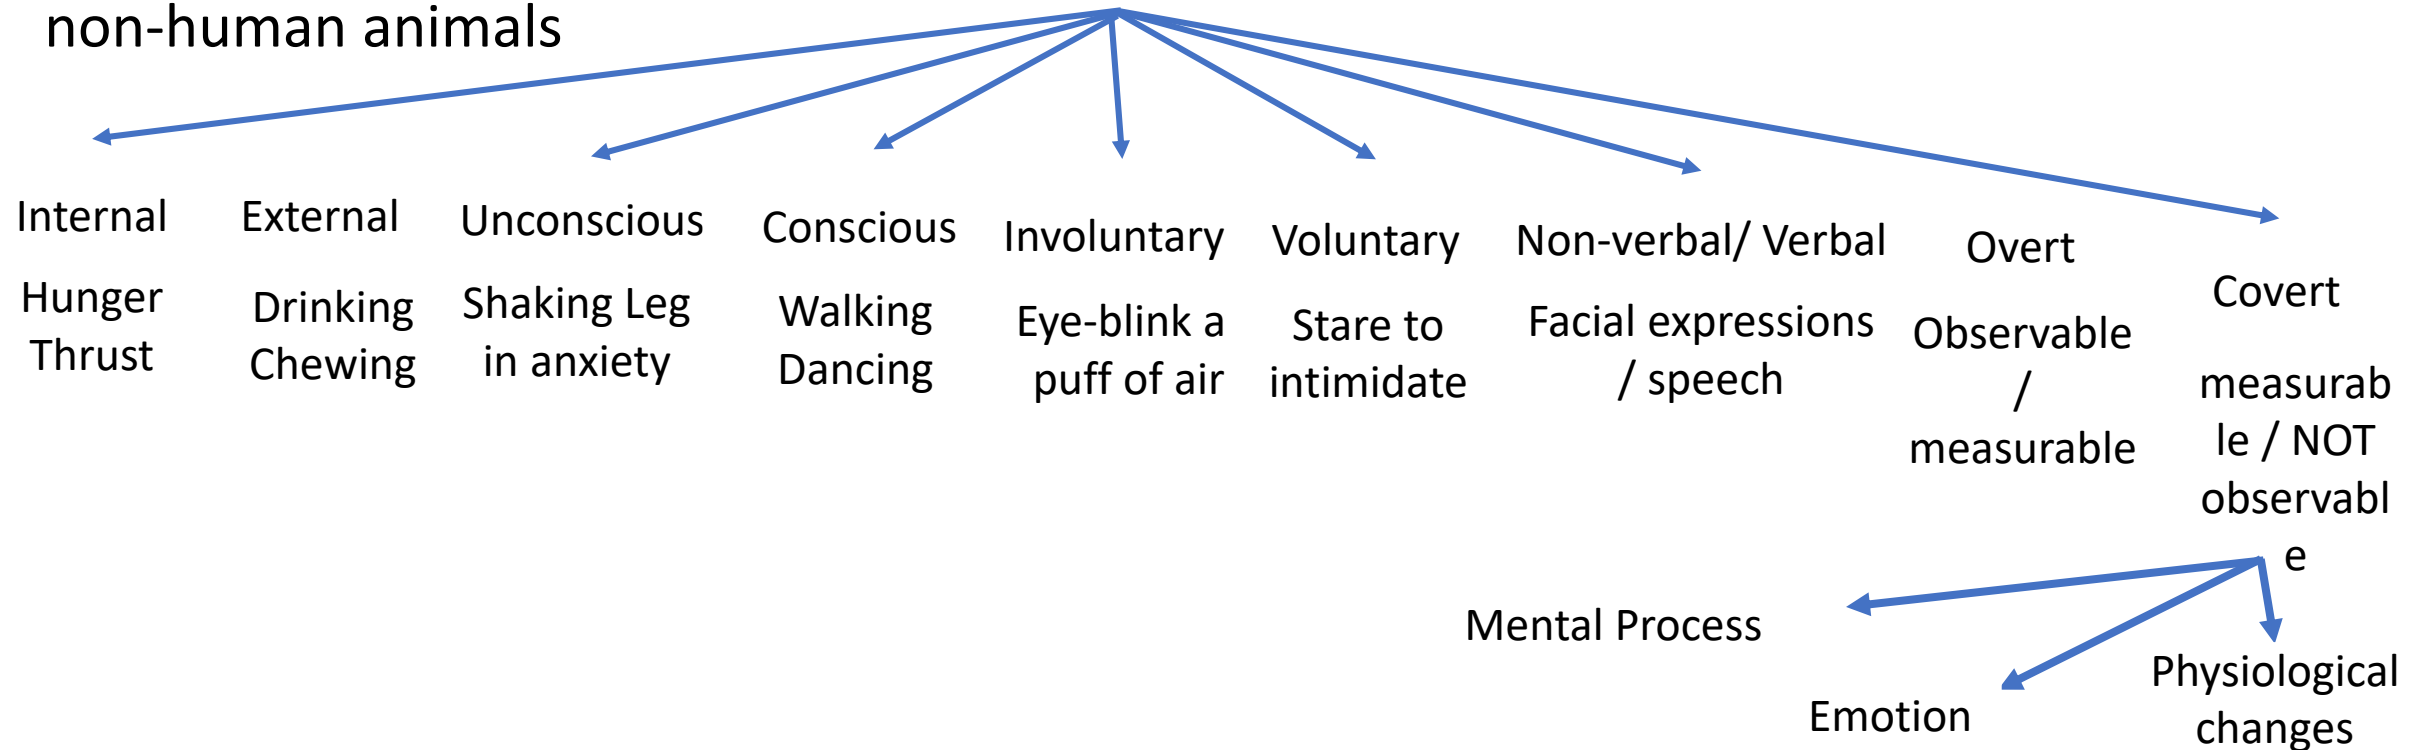 non-human animals
Internal
Hunger
Thrust
External
Drinking
Chewing
Unconscious
Shaking Leg
in anxiety
Conscious
Walking
Dancing
Involuntary
Eye-blink a
puff of air
Voluntary
Stare to
intimidate
Non-verbal/ Verbal
Facial expressions
/ speech
Overt
Observable
/
measurable
Covert
measurab
le / NOT
observabl
e
Mental Process
Emotion
Physiological
changes